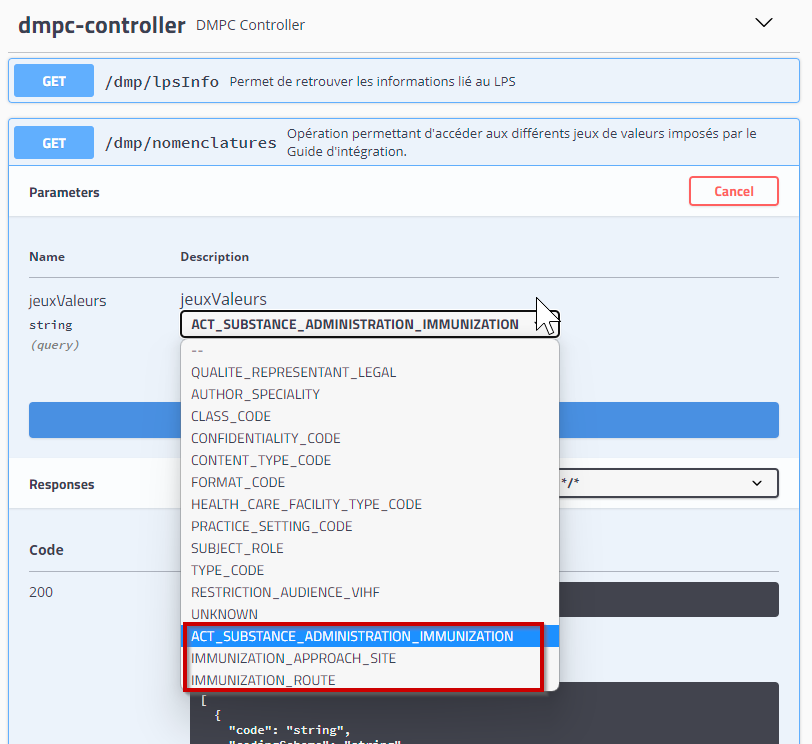 dmpc-controller DMPC Controller
GET /dmp/lpsInfo Permet de retrouver les informations lié au LPS
GET /dmp/nomenclatures Opération permettant d'accéder aux différents jeux de valeurs imposés par le
Guide d'intégration.
Parameters Cancel
Name Description
jeuxValeurs
string
(query)
jeuxValeurs
ACT_SUBSTANCE_ADMINISTRATION_IMMUNIZATION
--
QUALITE_REPRESENTANT_LEGAL
AUTHOR_SPECIALITY
CLASS_CODE
CONFIDENTIALITY_CODE
CONTENT_TYPE_CODE
FORMAT_CODE
HEALTH_CARE_FACILITY_TYPE_CODE
PRACTICE_SETTING_CODE
SUBJECT_ROLE
TYPE_CODE
RESTRICTION_AUDIENCE_VIHF
UNKNOWN
ACT_SUBSTANCE_ADMINISTRATION_IMMUNIZATION
IMMUNIZATION_APPROACH_SITE
IMMUNIZATION_ROUTE
Responses */*
Code
200
[
{
"code": "string",